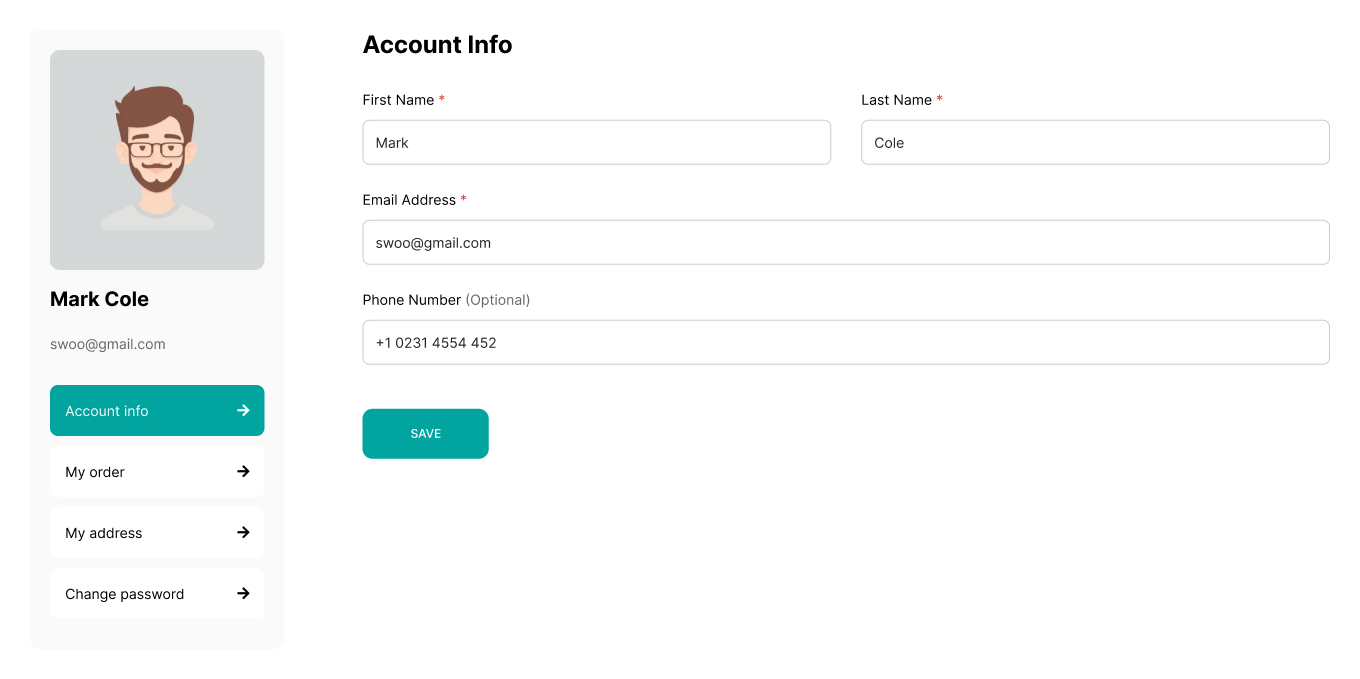 Mark Cole
swoo@gmail.com
Account info
My order
My address
Change password
Account Info
First Name *
Mark
Last Name *
Cole
Email Address *
swoo@gmail.com
Phone Number (Optional)
+1 0231 4554 452
SAVE